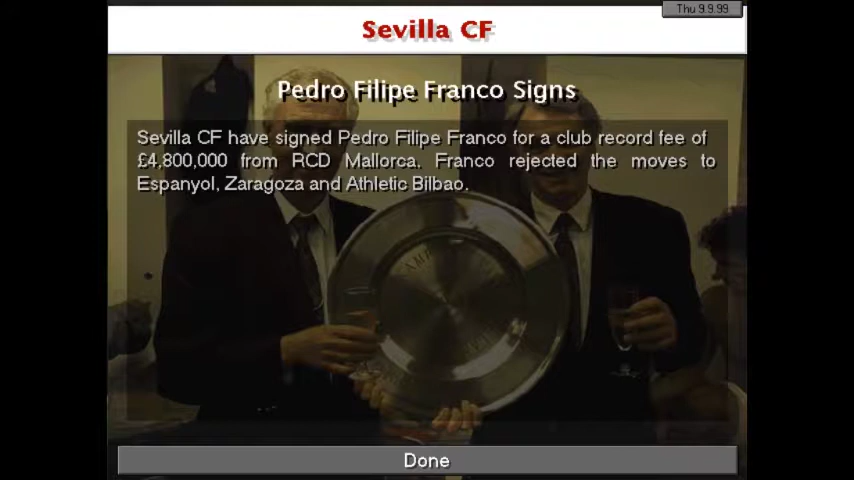 Thu 9.9.99
Sevilla CF
Pedro Filipe Franco Signs
Sevilla CF have signed Pedro Filipe Franco for a club record fee of
£4,800,000 from RCD Mallorca. Franco rejected the moves to
Espanyol, Zaragoza and Athletic Bilbao.
Done